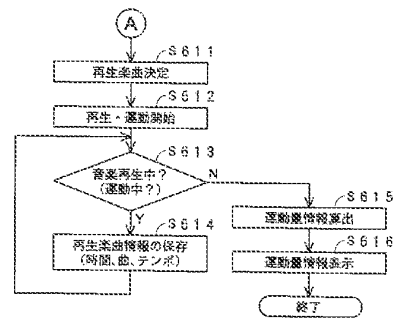 A
S611
再生楽曲決定
S612
再生・運動開始
S613
音楽再生中?
(運動中?)
N
Y
S614
再生楽曲情報の保存
(時間、曲、テンポ)
S615
運動量情報算出
S616
運動量情報表示
終了